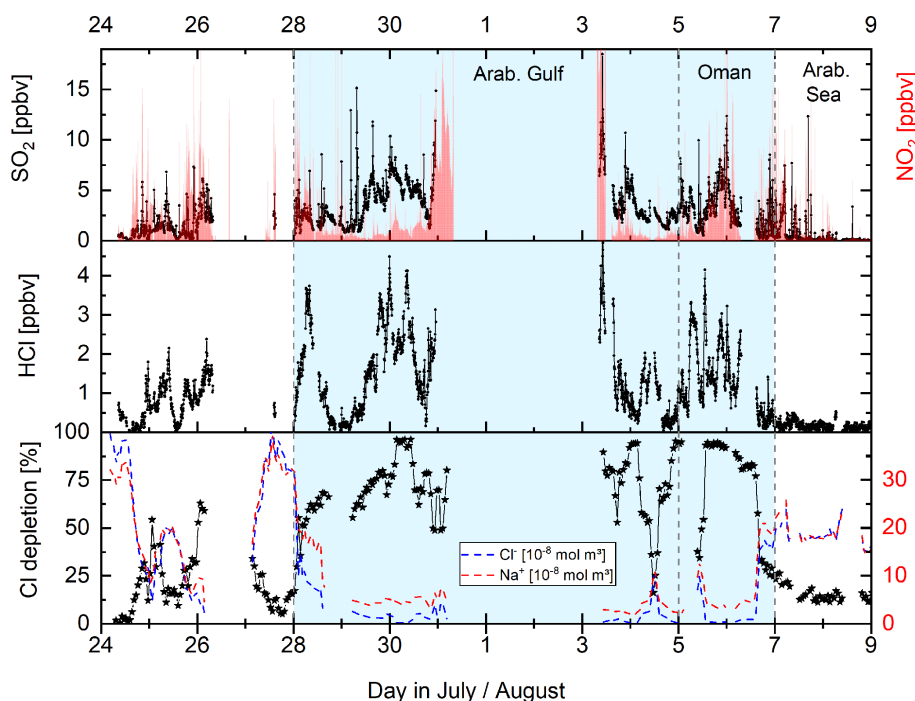 24 26 28 30 1 3 5 7 9
Arab. Gulf
Oman
Arab.
Sea
SO2 [ppbv]
15
10
5
0
NO2 [ppbv]
HCl [ppbv]
4
3
2
1
100
75
50
25
0
Cl depletion [%]
Cl⁻ [10⁻⁸ mol m³]
Na⁺ [10⁻⁸ mol m³]
30
20
10
0
24 26 28 30 1 3 5 7 9
Day in July / August